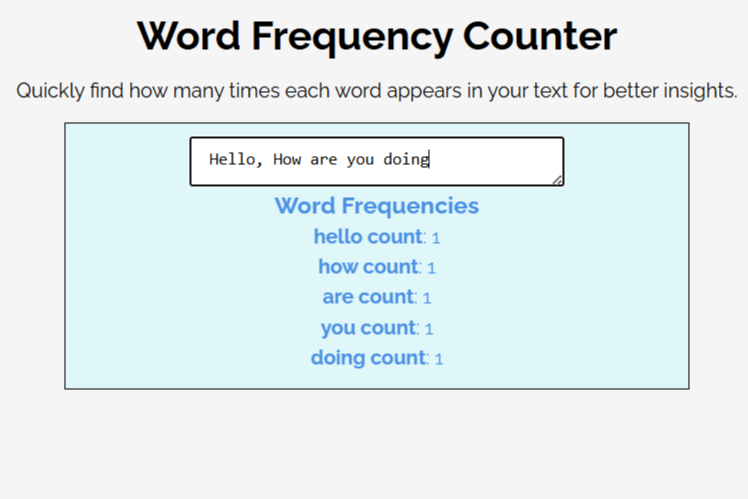 Word Frequency Counter
Quickly find how many times each word appears in your text for better insights.
Hello, How are you doing
Word Frequencies
hello count: 1
how count: 1
are count: 1
you count: 1
doing count: 1